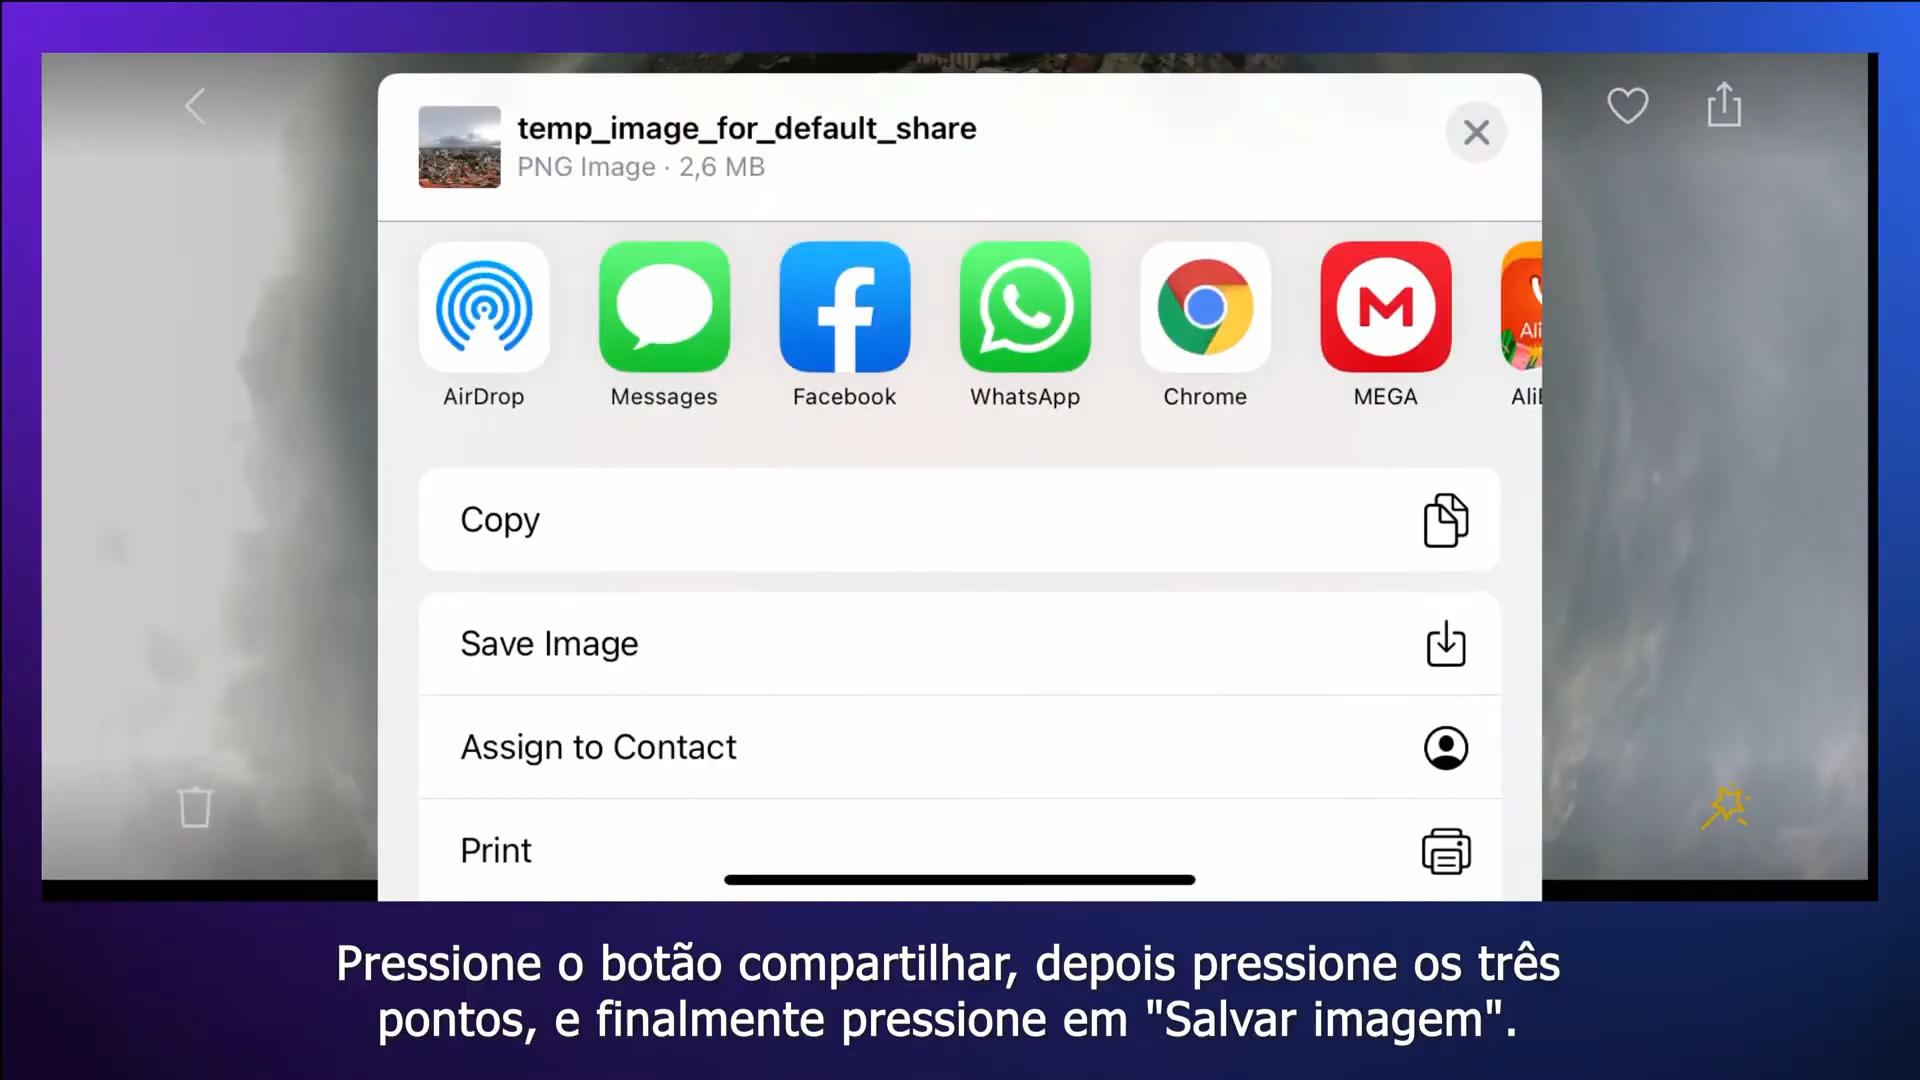 temp_image_for_default_share
PNG Image · 2,6 MB
AirDrop
Messages
Facebook
WhatsApp
Chrome
MEGA
Copy
Save Image
Assign to Contact
Print
Pressione o botão compartilhar, depois pressione os três
pontos, e finalmente pressione em "Salvar imagem".